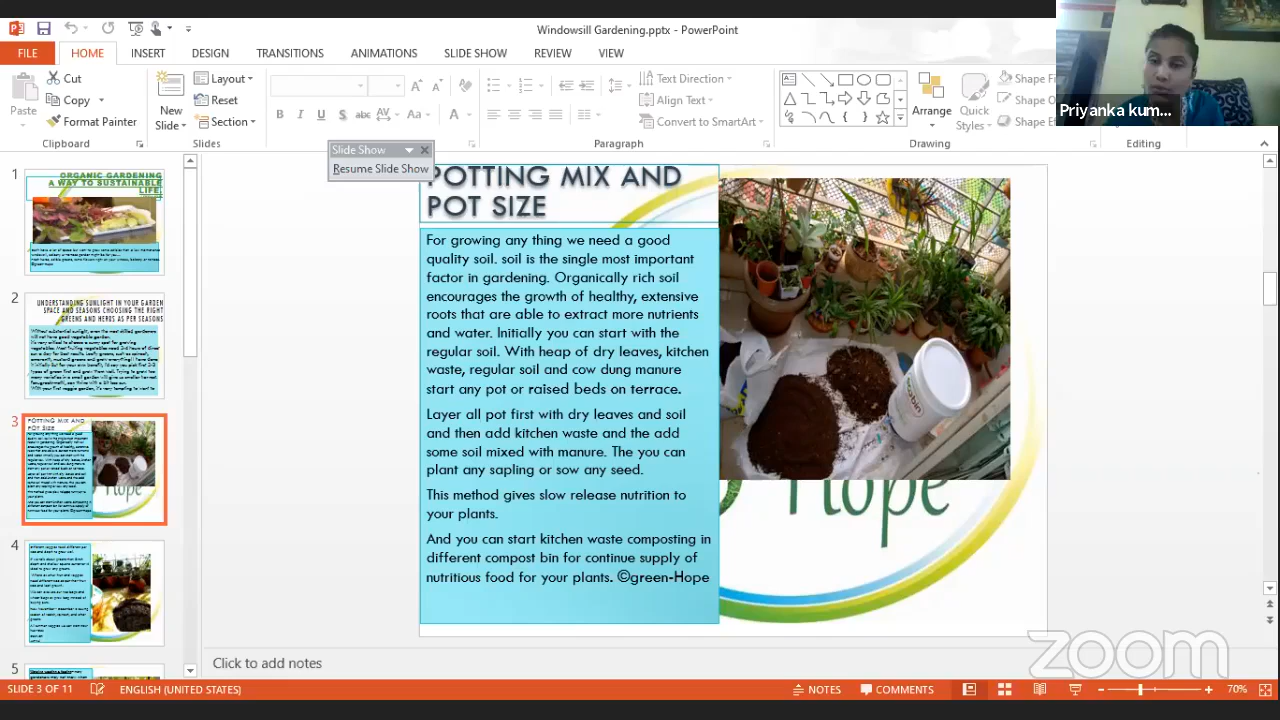 Windowsill Gardening.pptx - PowerPoint
FILE HOME INSERT DESIGN TRANSITIONS ANIMATIONS SLIDE SHOW REVIEW VIEW
Paste
Cut
Copy
Format Painter
Clipboard
New
Slide
Layout
Reset
Section
Slides
Text Direction
Align Text
Convert to SmartArt
Paragraph
Arrange
Quick
Styles
Shape
Shape
Shape
Drawing
Editing
Priyanka kum...
Slide Show
Resume Slide Show
1
ORGANIC GARDENING
A WAY TO SUSTAINABLE
LIFE
2
UNDERSTANDING SUNLIGHT IN YOUR GARDEN
SPACE AND SEASONS CHOOSING THE RIGHT
GREENS AND HERBS AS PER SEASONS
3
POTTING MIX AND
POT SIZE
4
5
POTTING MIX AND
POT SIZE
For growing any thing we need a good
quality soil. soil is the single most important
factor in gardening. Organically rich soil
encourages the growth of healthy, extensive
roots that are able to extract more nutrients
and water. Initially you can start with the
regular soil. With heap of dry leaves, kitchen
waste, regular soil and cow dung manure
start any pot or raised beds on terrace.
Layer all pot first with dry leaves and soil
and then add kitchen waste and the add
some soil mixed with manure. The you can
plant any sapling or sow any seed.
This method gives slow release nutrition to
your plants.
And you can start kitchen waste composting in
different compost bin for continue supply of
nutritious food for your plants. ©green-Hope
Hope
Click to add notes
zoom
SLIDE 3 OF 11 ENGLISH (UNITED STATES) NOTES COMMENTS 70%